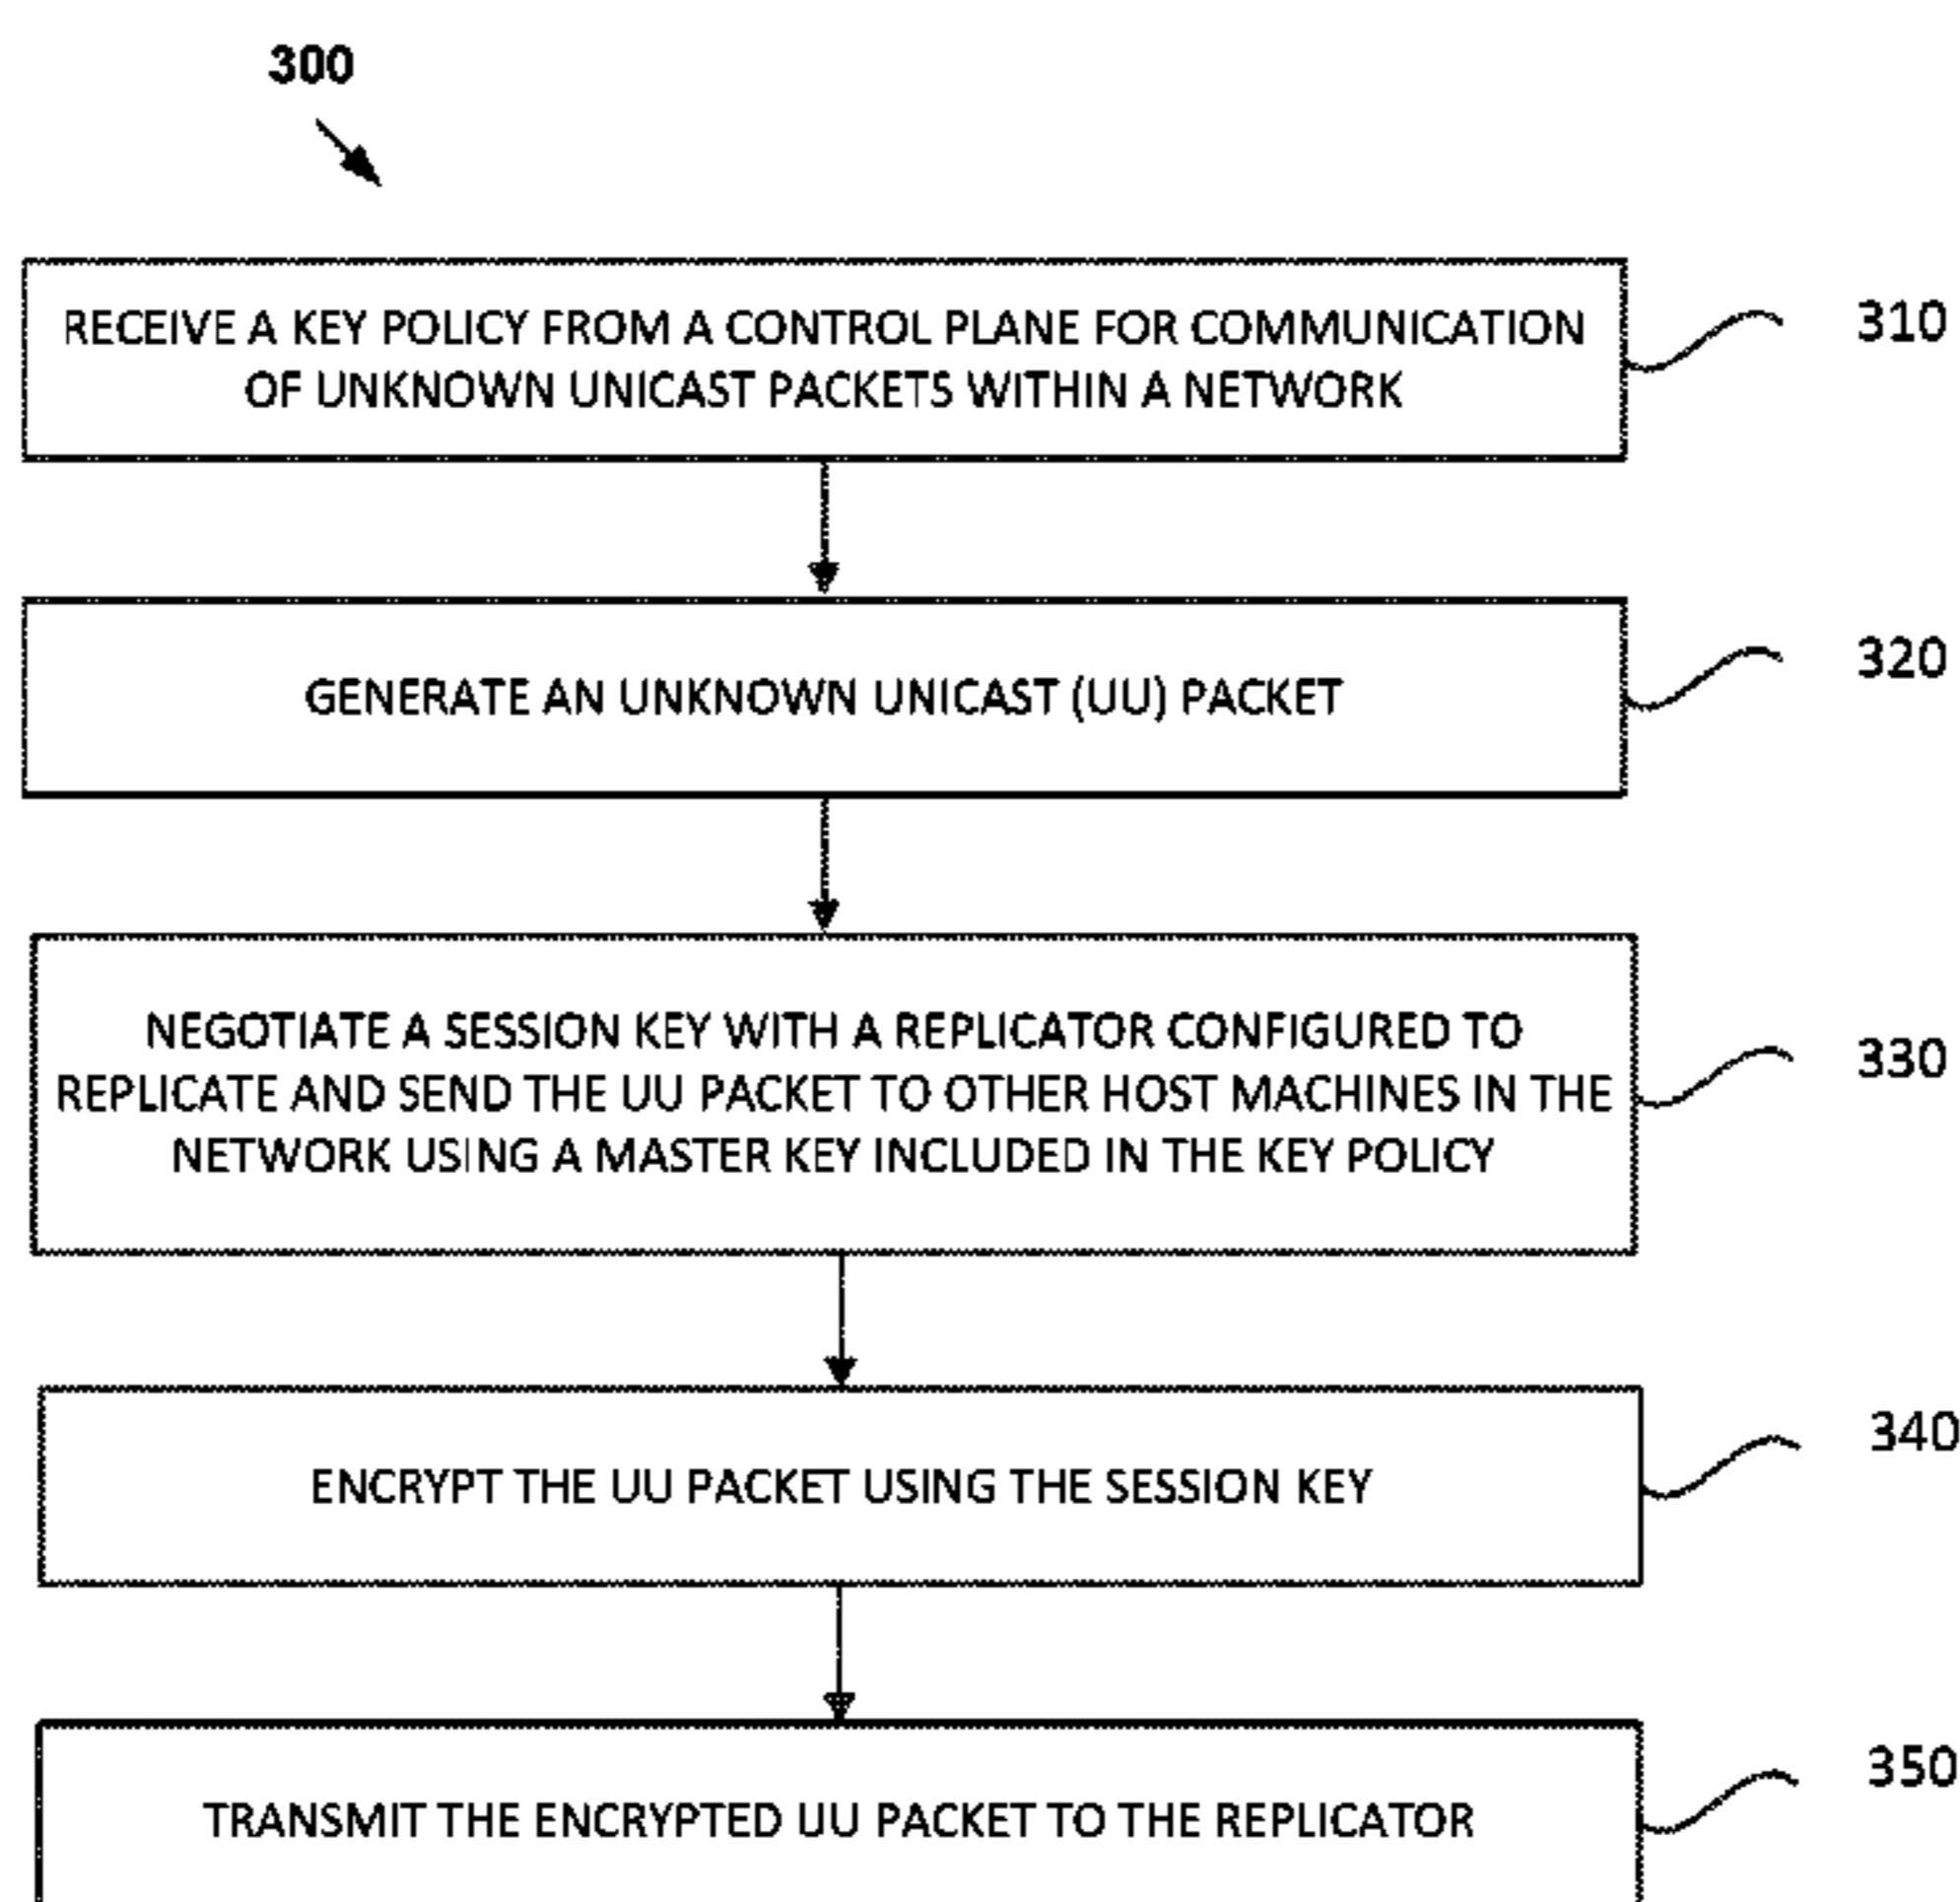 300
RECEIVE A KEY POLICY FROM A CONTROL PLANE FOR COMMUNICATION
OF UNKNOWN UNICAST PACKETS WITHIN A NETWORK
310
GENERATE AN UNKNOWN UNICAST (UU) PACKET
320
NEGOTIATE A SESSION KEY WITH A REPLICATOR CONFIGURED TO
REPLICATE AND SEND THE UU PACKET TO OTHER HOST MACHINES IN THE
NETWORK USING A MASTER KEY INCLUDED IN THE KEY POLICY
330
ENCRYPT THE UU PACKET USING THE SESSION KEY
340
TRANSMIT THE ENCRYPTED UU PACKET TO THE REPLICATOR
350